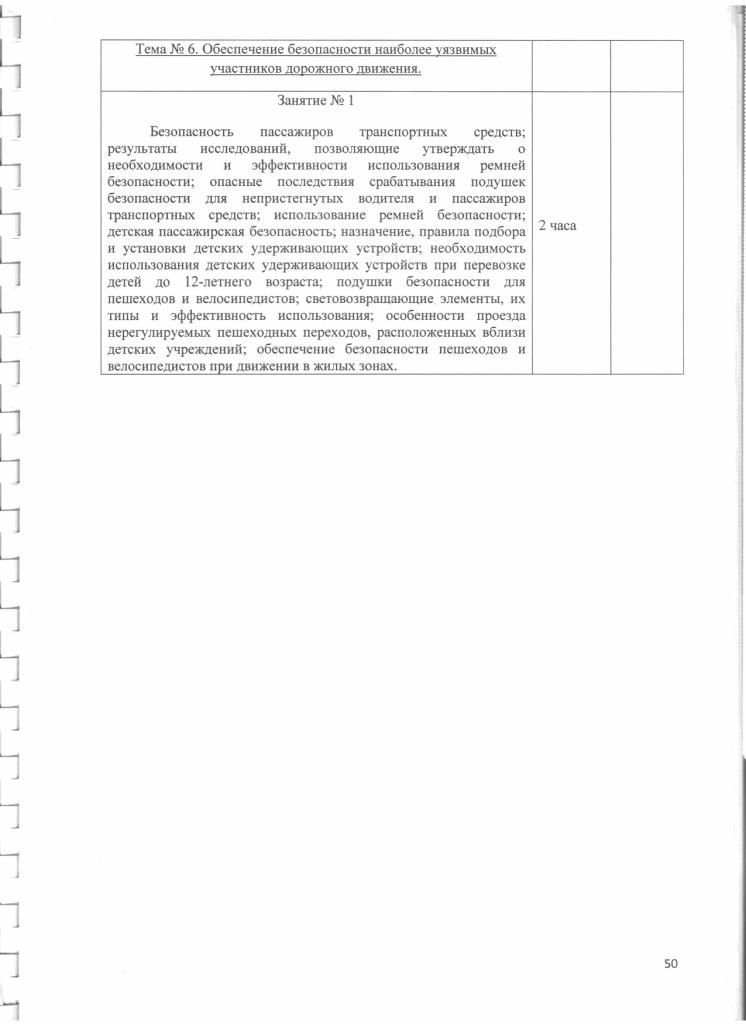 Тема № 6. Обеспечение безопасности наиболее уязвимых
участников дорожного движения.
Занятие № 1
Безопасность пассажиров транспортных средств;
результаты исследований, позволяющие утверждать о
необходимости и эффективности использования ремней
безопасности; опасные последствия срабатывания подушек
безопасности для непристегнутых водителя и пассажиров
транспортных средств; использование ремней безопасности;
детская пассажирская безопасность; назначение, правила подбора
и установки детских удерживающих устройств; необходимость
использования детских удерживающих устройств при перевозке
детей до 12-летнего возраста; подушки безопасности для
пешеходов и велосипедистов; световозвращающие элементы, их
типы и эффективность использования; особенности проезда
нерегулируемых пешеходных переходов, расположенных вблизи
детских учреждений; обеспечение безопасности пешеходов и
велосипедистов при движении в жилых зонах.
2 часа
50